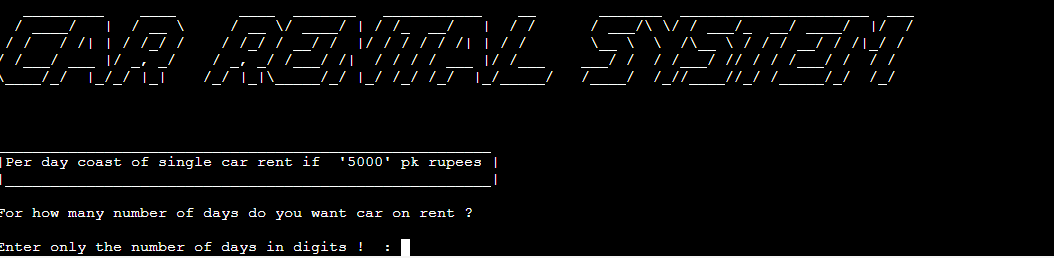 CAR RENTAL SYSTEM
|Per day coast of single car rent if  '5000' pk rupees |
For how many number of days do you want car on rent ?
Enter only the number of days in digits !  :